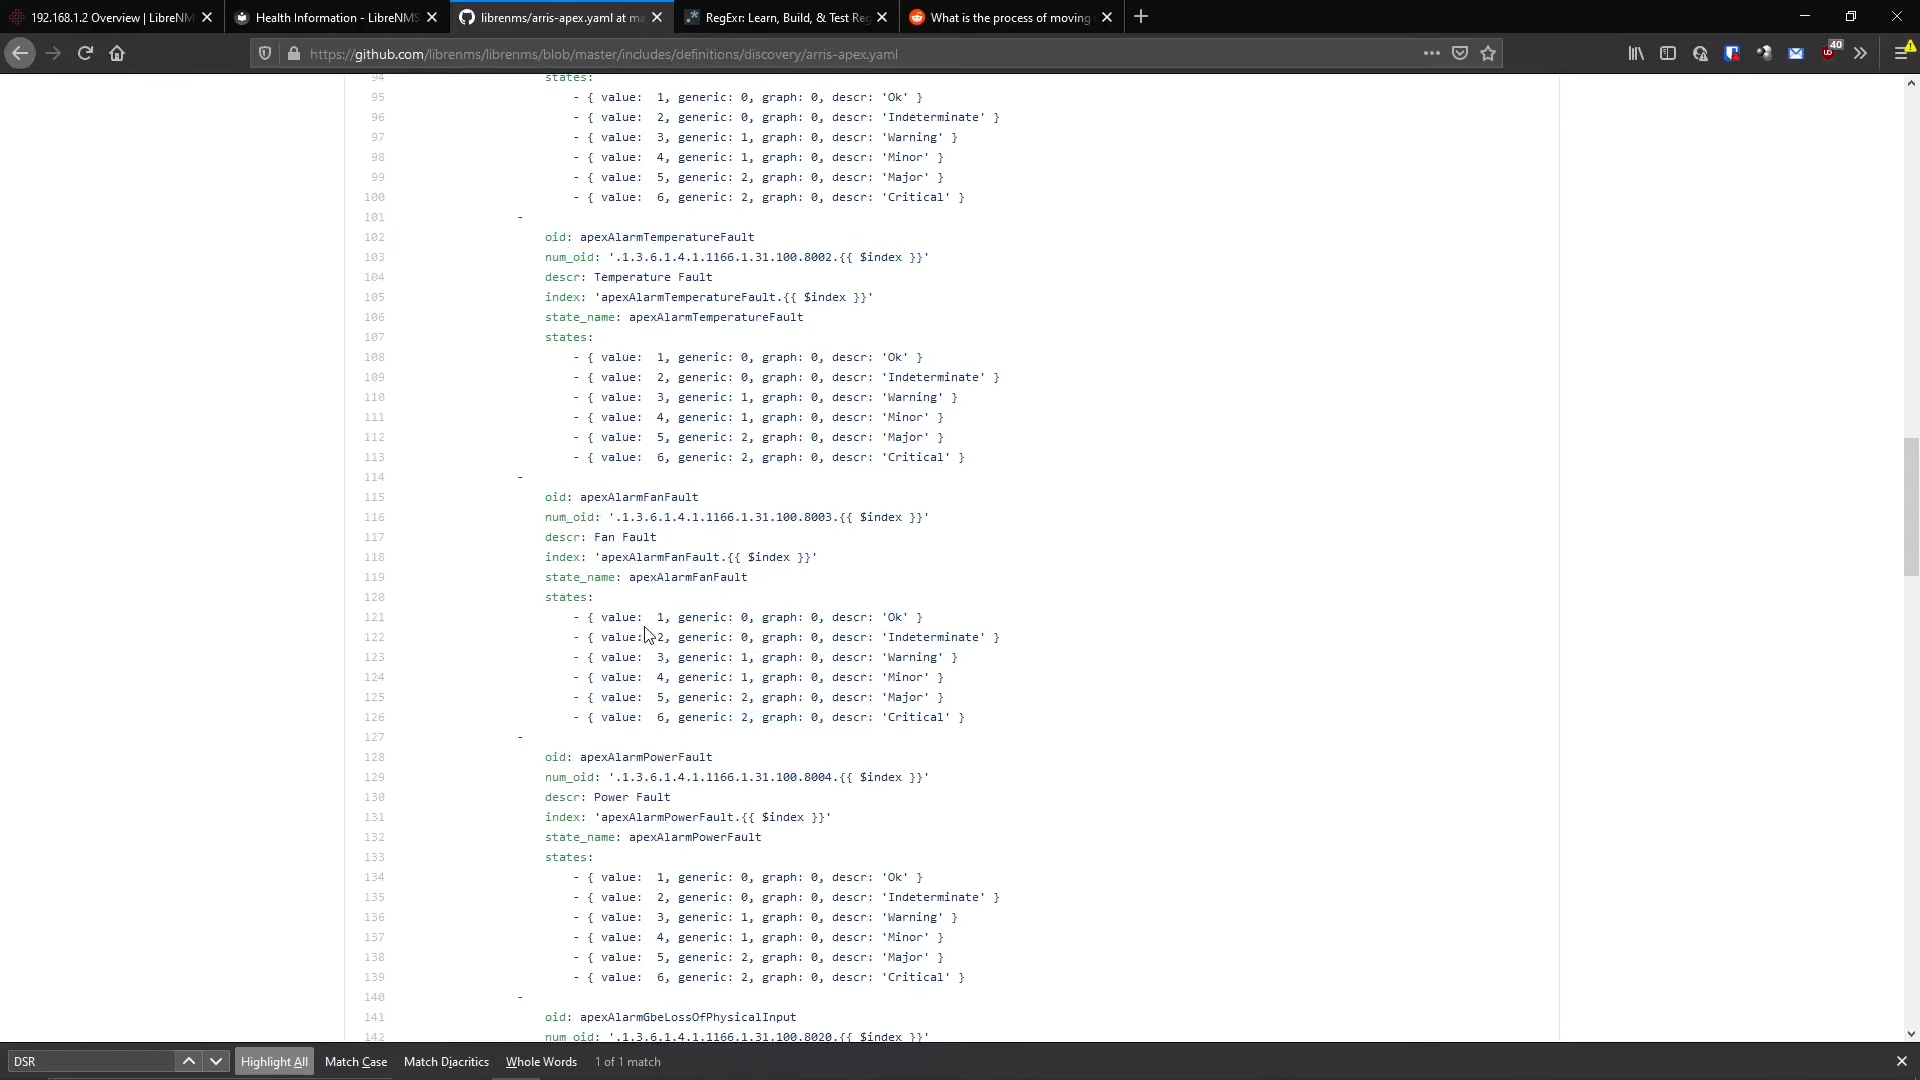 192.168.1.2 Overview | LibreNM
Health Information - LibreNMS
librenms/arris-apex.yaml at ma
RegExr: Learn, Build, & Test Reg
What is the process of moving
https://github.com/librenms/librenms/blob/master/includes/definitions/discovery/arris-apex.yaml
40
94 states:
95 - { value:  1, generic: 0, graph: 0, descr: 'Ok' }
96 - { value:  2, generic: 0, graph: 0, descr: 'Indeterminate' }
97 - { value:  3, generic: 1, graph: 0, descr: 'Warning' }
98 - { value:  4, generic: 1, graph: 0, descr: 'Minor' }
99 - { value:  5, generic: 2, graph: 0, descr: 'Major' }
100 - { value:  6, generic: 2, graph: 0, descr: 'Critical' }
101 -
102 oid: apexAlarmTemperatureFault
103 num_oid: '.1.3.6.1.4.1.1166.1.31.100.8002.{{ $index }}'
104 descr: Temperature Fault
105 index: 'apexAlarmTemperatureFault.{{ $index }}'
106 state_name: apexAlarmTemperatureFault
107 states:
108 - { value:  1, generic: 0, graph: 0, descr: 'Ok' }
109 - { value:  2, generic: 0, graph: 0, descr: 'Indeterminate' }
110 - { value:  3, generic: 1, graph: 0, descr: 'Warning' }
111 - { value:  4, generic: 1, graph: 0, descr: 'Minor' }
112 - { value:  5, generic: 2, graph: 0, descr: 'Major' }
113 - { value:  6, generic: 2, graph: 0, descr: 'Critical' }
114 -
115 oid: apexAlarmFanFault
116 num_oid: '.1.3.6.1.4.1.1166.1.31.100.8003.{{ $index }}'
117 descr: Fan Fault
118 index: 'apexAlarmFanFault.{{ $index }}'
119 state_name: apexAlarmFanFault
120 states:
121 - { value:  1, generic: 0, graph: 0, descr: 'Ok' }
122 - { value:  2, generic: 0, graph: 0, descr: 'Indeterminate' }
123 - { value:  3, generic: 1, graph: 0, descr: 'Warning' }
124 - { value:  4, generic: 1, graph: 0, descr: 'Minor' }
125 - { value:  5, generic: 2, graph: 0, descr: 'Major' }
126 - { value:  6, generic: 2, graph: 0, descr: 'Critical' }
127 -
128 oid: apexAlarmPowerFault
129 num_oid: '.1.3.6.1.4.1.1166.1.31.100.8004.{{ $index }}'
130 descr: Power Fault
131 index: 'apexAlarmPowerFault.{{ $index }}'
132 state_name: apexAlarmPowerFault
133 states:
134 - { value:  1, generic: 0, graph: 0, descr: 'Ok' }
135 - { value:  2, generic: 0, graph: 0, descr: 'Indeterminate' }
136 - { value:  3, generic: 1, graph: 0, descr: 'Warning' }
137 - { value:  4, generic: 1, graph: 0, descr: 'Minor' }
138 - { value:  5, generic: 2, graph: 0, descr: 'Major' }
139 - { value:  6, generic: 2, graph: 0, descr: 'Critical' }
140 -
141 oid: apexAlarmGbeLossOfPhysicalInput
142 num_oid: '.1.3.6.1.4.1.1166.1.31.100.8020.{{ $index }}'
DSR Highlight All Match Case Match Diacritics Whole Words 1 of 1 match